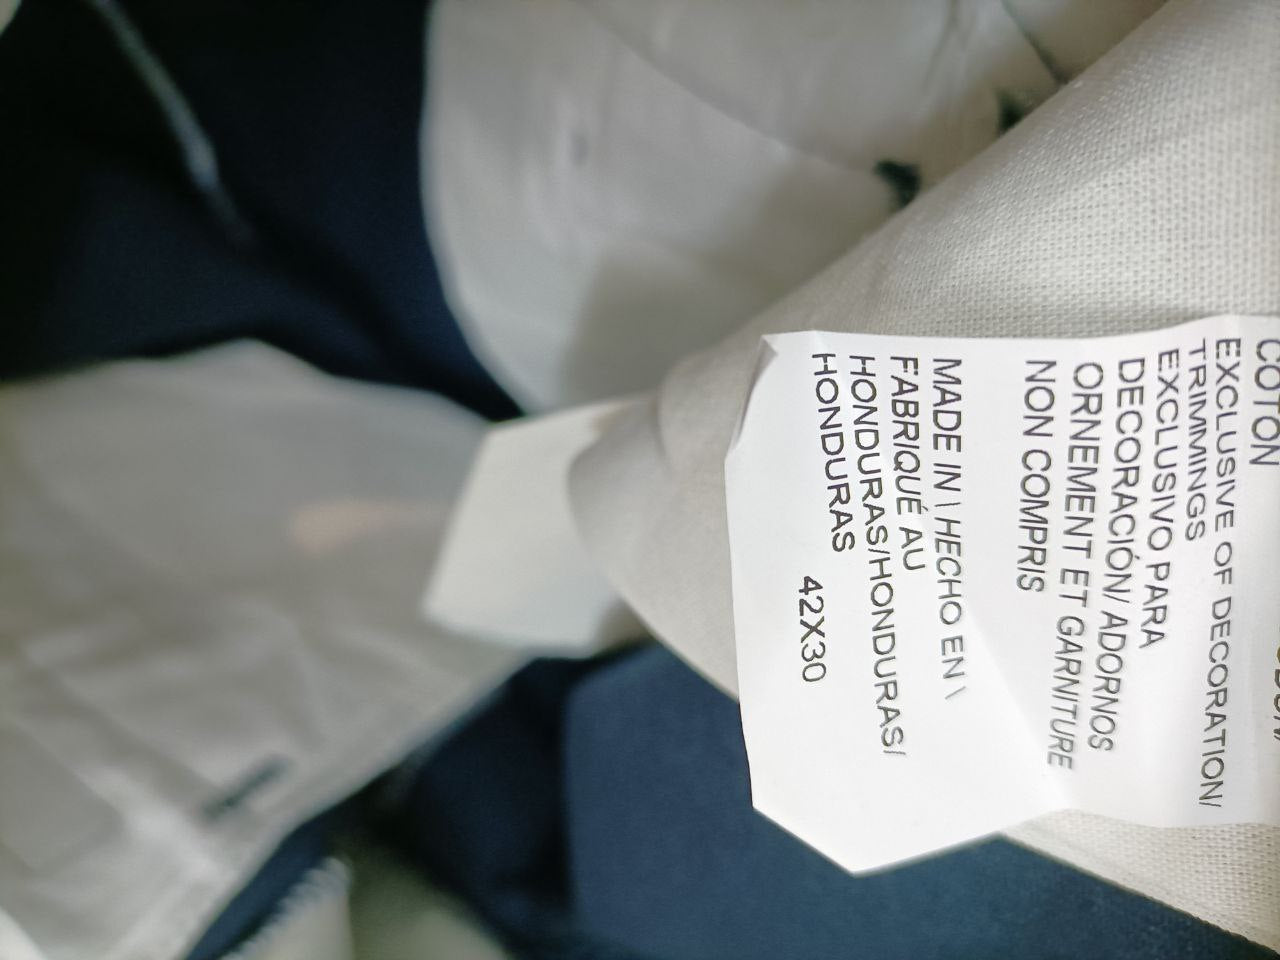 COTON
EXCLUSIVE OF DECORATION/
TRIMMINGS
EXCLUSIVO PARA
DECORACIÓN/ ADORNOS
ORNEMENT ET GARNITURE
NON COMPRIS
MADE IN \ HECHO EN \
FABRIQUÉ AU
HONDURAS/HONDURAS/
HONDURAS
42X30